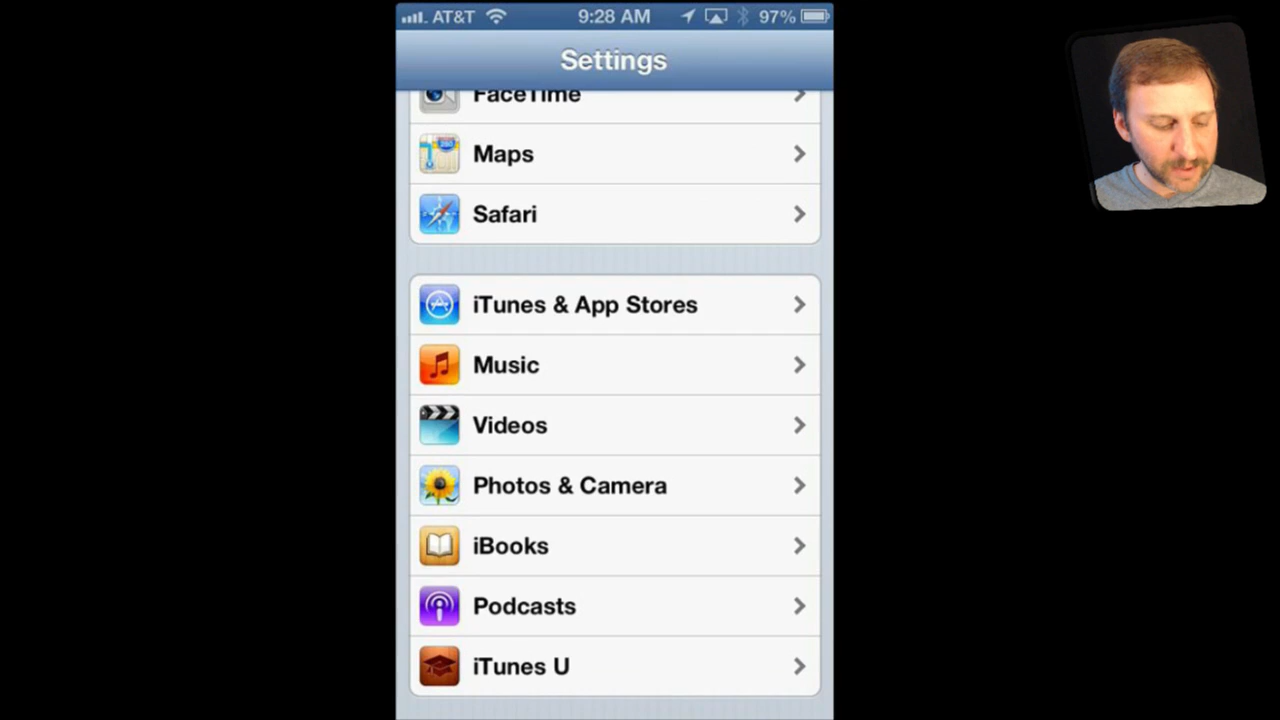 AT&T 9:28 AM 97%
Settings
FaceTime
Maps
Safari
iTunes & App Stores
Music
Videos
Photos & Camera
iBooks
Podcasts
iTunes U